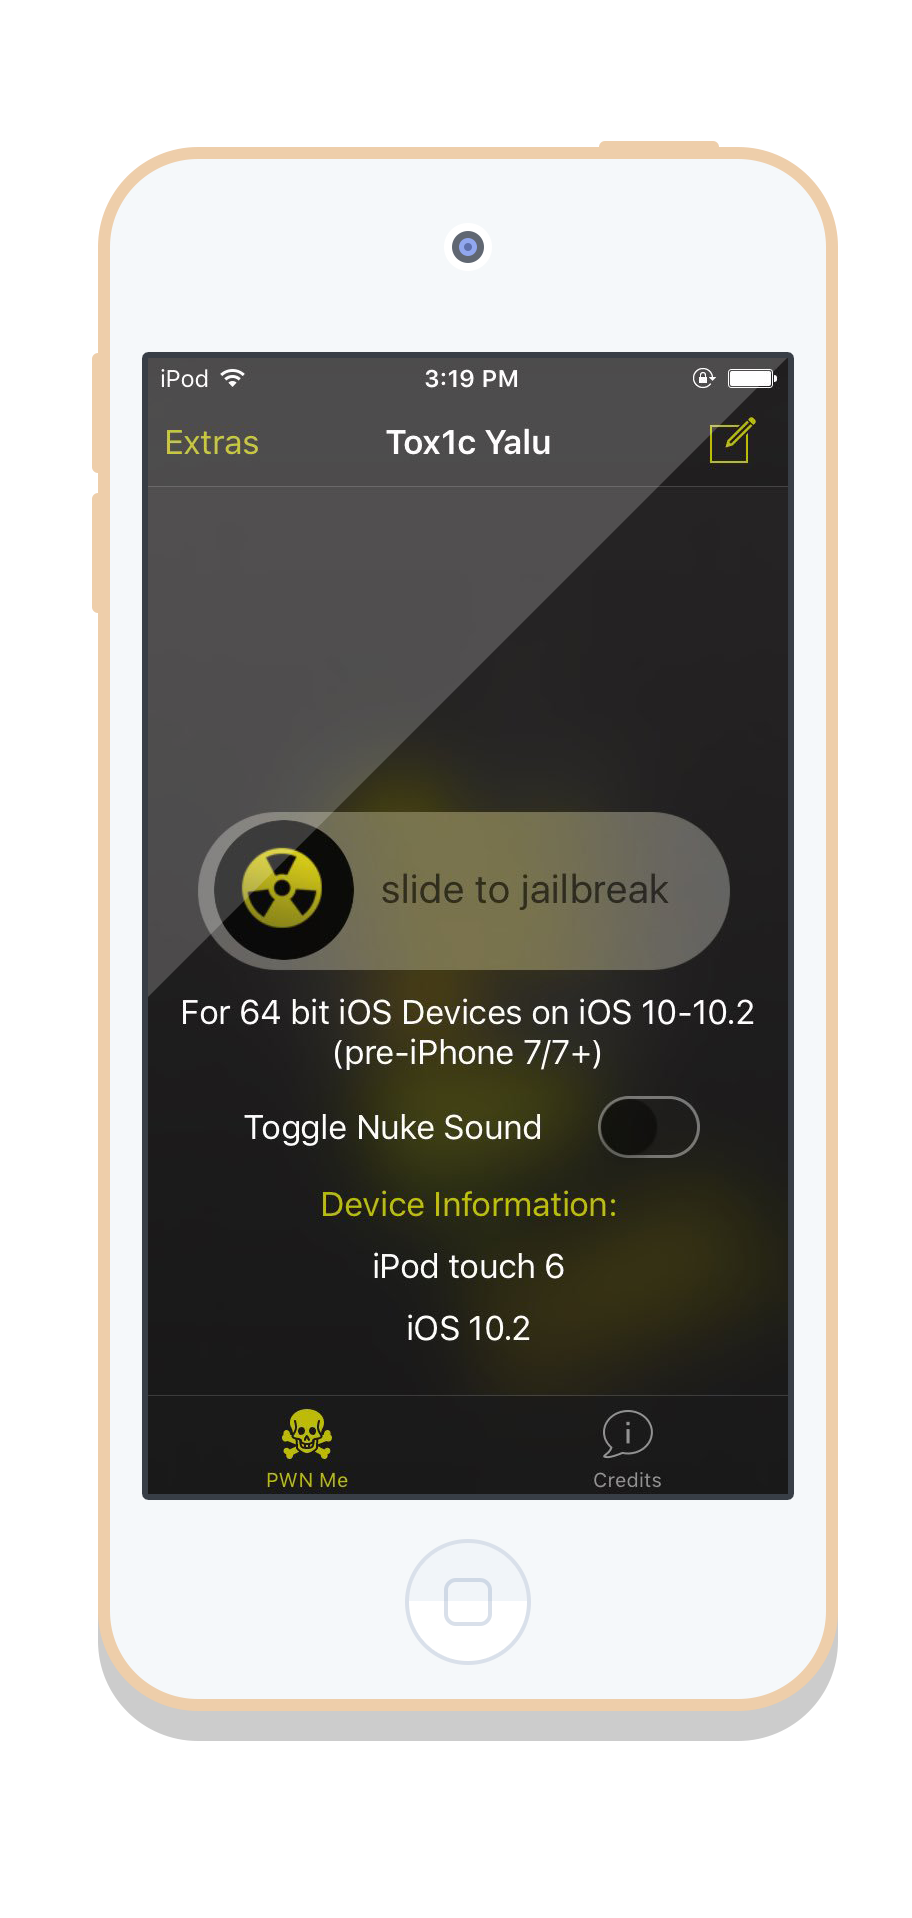 iPod 3:19 PM
Extras Tox1c Yalu
slide to jailbreak
For 64 bit iOS Devices on iOS 10-10.2
(pre-iPhone 7/7+)
Toggle Nuke Sound
Device Information:
iPod touch 6
iOS 10.2
PWN Me Credits